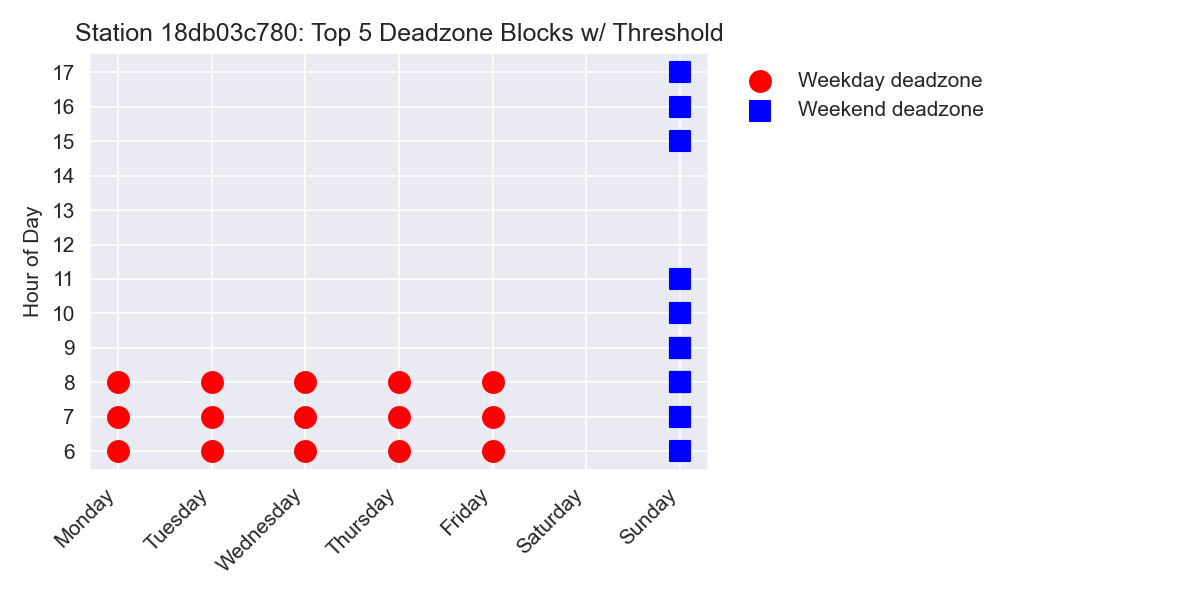 Station 18db03c780: Top 5 Deadzone Blocks w/ Threshold
Weekday deadzone
Weekend deadzone
Hour of Day
17
16
15
14
13
12
11
10
9
8
7
6
Monday
Tuesday
Wednesday
Thursday
Friday
Saturday
Sunday